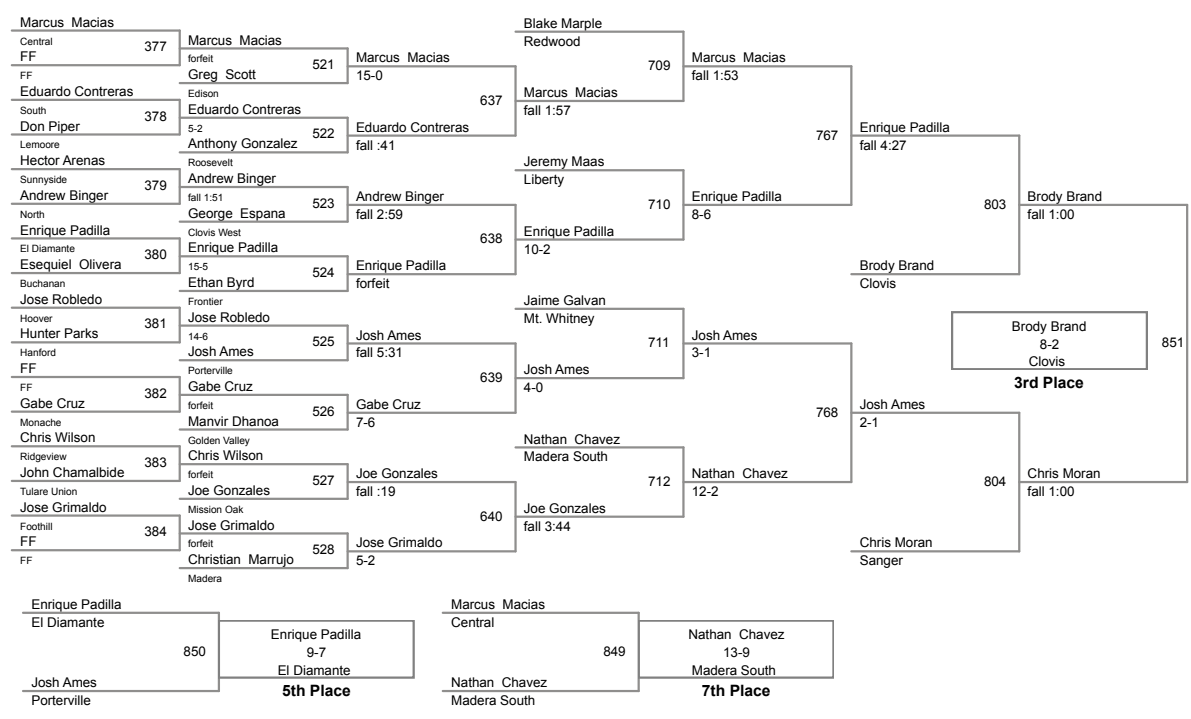 Marcus Macias
Central
377
FF
FF
Eduardo Contreras
South
378
Don Piper
Lemoore
Hector Arenas
Sunnyside
379
Andrew Binger
North
Enrique Padilla
El Diamante
380
Esequiel Olivera
Buchanan
Jose Robledo
Hoover
381
Hunter Parks
Hanford
FF
FF
382
Gabe Cruz
Monache
Chris Wilson
Ridgeview
383
John Chamalbide
Tulare Union
Jose Grimaldo
Foothill
384
FF
FF
Marcus Macias
forfeit
521
Greg Scott
Edison
Eduardo Contreras
5-2
522
Anthony Gonzalez
Roosevelt
Andrew Binger
fall 1:51
523
George Espana
Clovis West
Enrique Padilla
15-5
524
Ethan Byrd
Frontier
Jose Robledo
14-6
525
Josh Ames
Porterville
Gabe Cruz
forfeit
526
Manvir Dhanoa
Golden Valley
Chris Wilson
forfeit
527
Joe Gonzales
Mission Oak
Jose Grimaldo
forfeit
528
Christian Marrujo
Madera
Marcus Macias
15-0
637
Eduardo Contreras
fall :41
Andrew Binger
fall 2:59
638
Enrique Padilla
forfeit
Josh Ames
fall 5:31
639
Gabe Cruz
7-6
Joe Gonzales
fall :19
640
Jose Grimaldo
5-2
Blake Marple
Redwood
709
Marcus Macias
fall 1:57
Jeremy Maas
Liberty
710
Enrique Padilla
10-2
Jaime Galvan
Mt. Whitney
711
Josh Ames
4-0
Nathan Chavez
Madera South
712
Joe Gonzales
fall 3:44
Marcus Macias
fall 1:53
767
Enrique Padilla
8-6
Josh Ames
3-1
768
Nathan Chavez
12-2
Enrique Padilla
fall 4:27
803
Brody Brand
Clovis
Josh Ames
2-1
804
Chris Moran
Sanger
Brody Brand
fall 1:00
851
Chris Moran
fall 1:00
Brody Brand
8-2
Clovis
3rd Place
Enrique Padilla
El Diamante
850
Josh Ames
Porterville
Enrique Padilla
9-7
El Diamante
5th Place
Marcus Macias
Central
849
Nathan Chavez
Madera South
Nathan Chavez
13-9
Madera South
7th Place